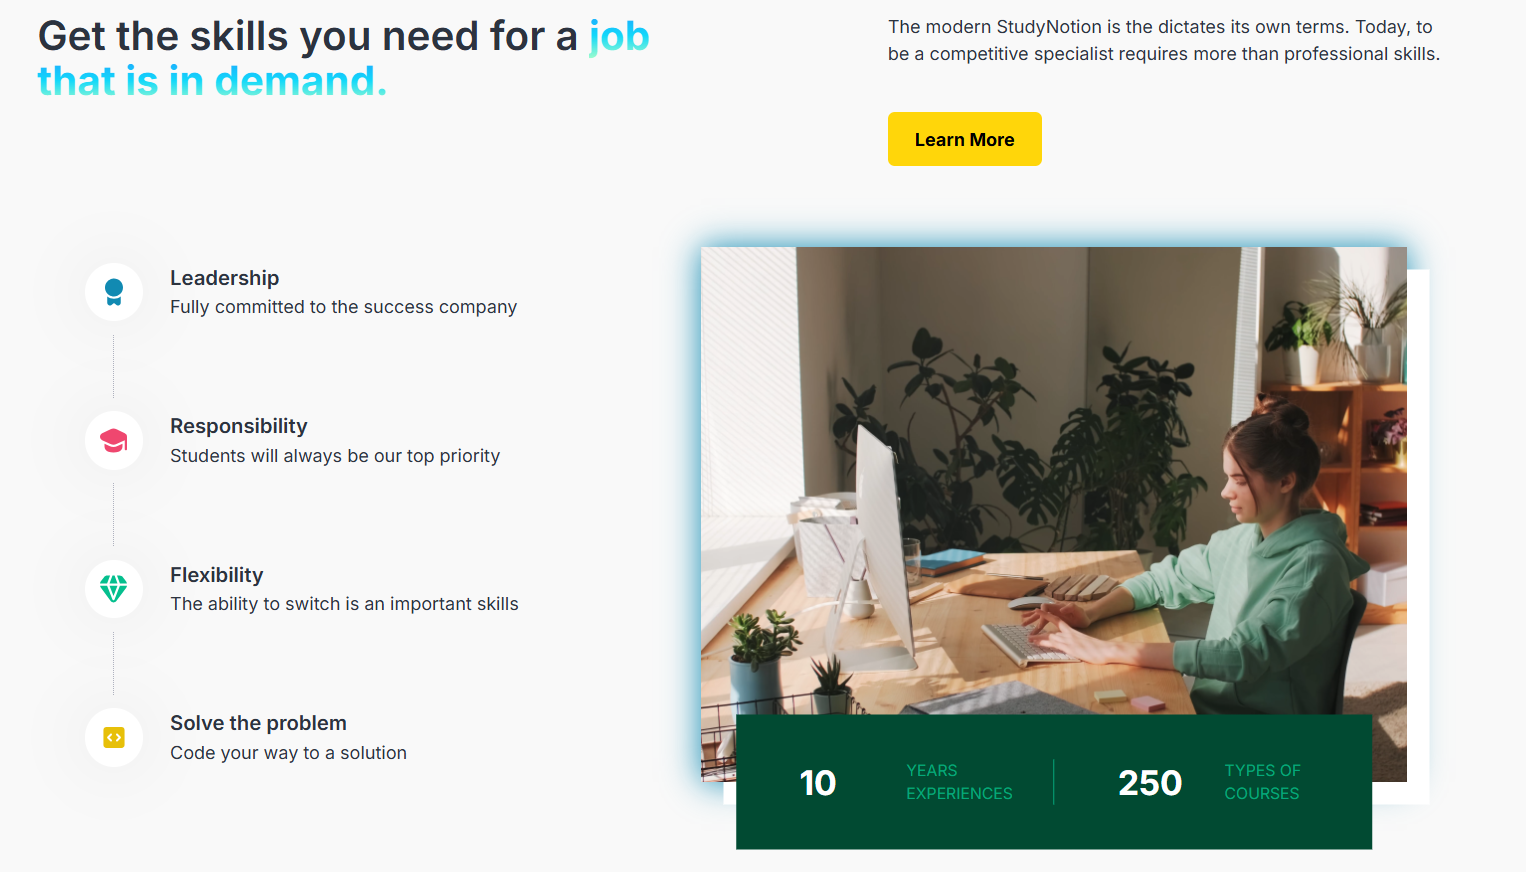 Get the skills you need for a job
that is in demand.
The modern StudyNotion is the dictates its own terms. Today, to
be a competitive specialist requires more than professional skills.
Learn More
Leadership
Fully committed to the success company
Responsibility
Students will always be our top priority
Flexibility
The ability to switch is an important skills
Solve the problem
Code your way to a solution
10
YEARS
EXPERIENCES
250
TYPES OF
COURSES